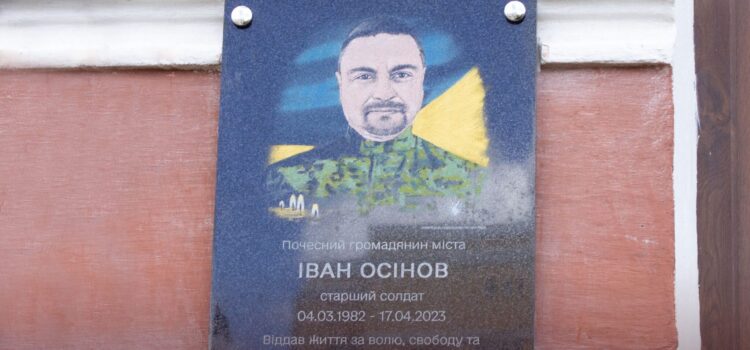 Почесний громадянин міста
ІВАН ОСІНОВ
старший солдат
04.03.1982 - 17.04.2023
Віддав життя за волю, свободу та